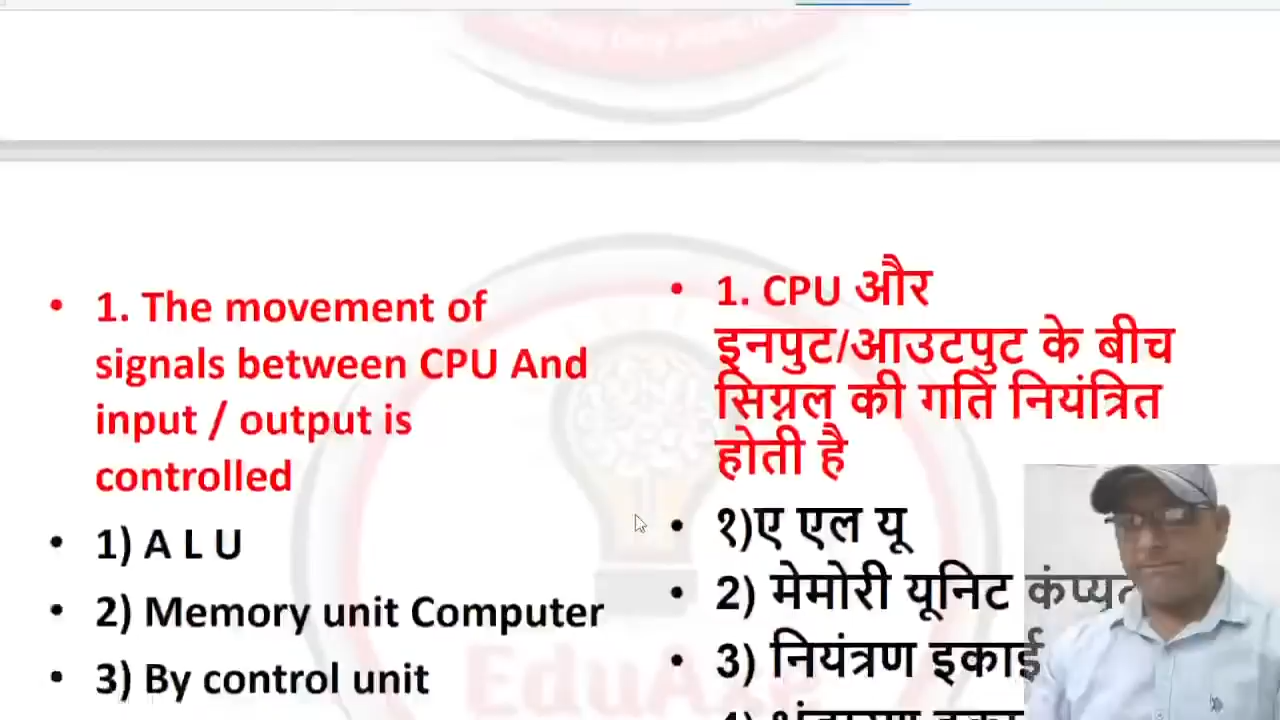 1. The movement of
signals between CPU And
input / output is
controlled
1) A L U
2) Memory unit Computer
3) By control unit
1. CPU और
इनपुट/आउटपुट के बीच
सिग्नल की गति नियंत्रित
होती है
१)ए एल यू
2) मेमोरी यूनिट
3) नियंत्रण इकाई
4)